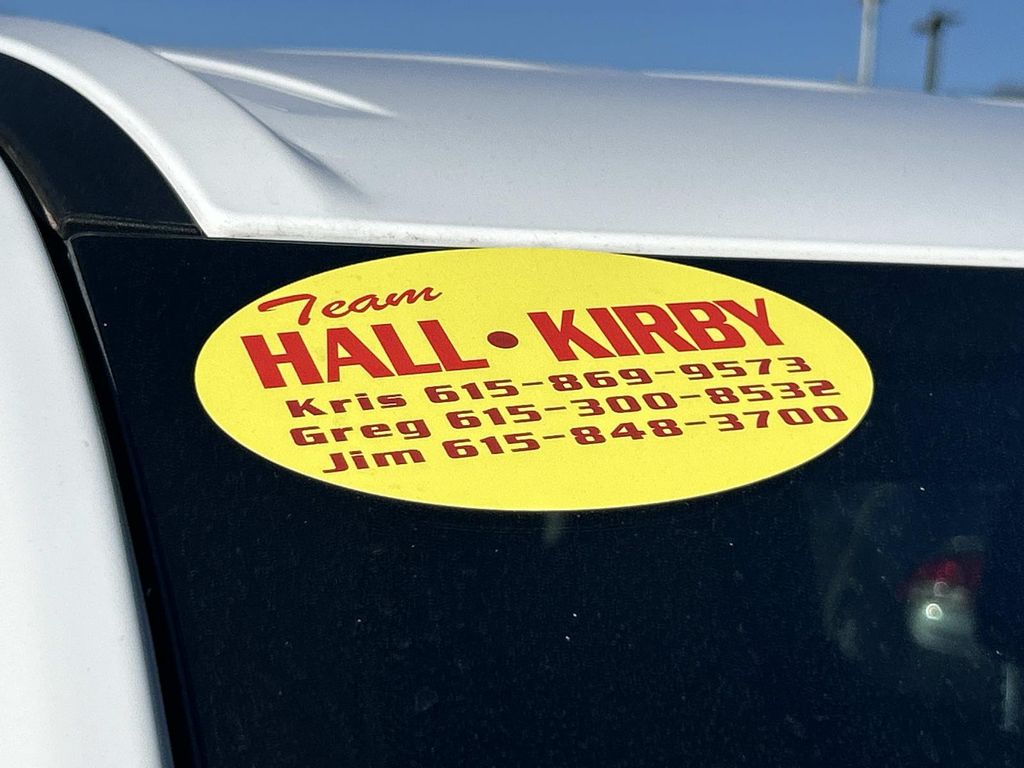 Team
HALL • KIRBY
Kris 615-869-9573
Greg 615-300-8532
Jim 615-848-3700